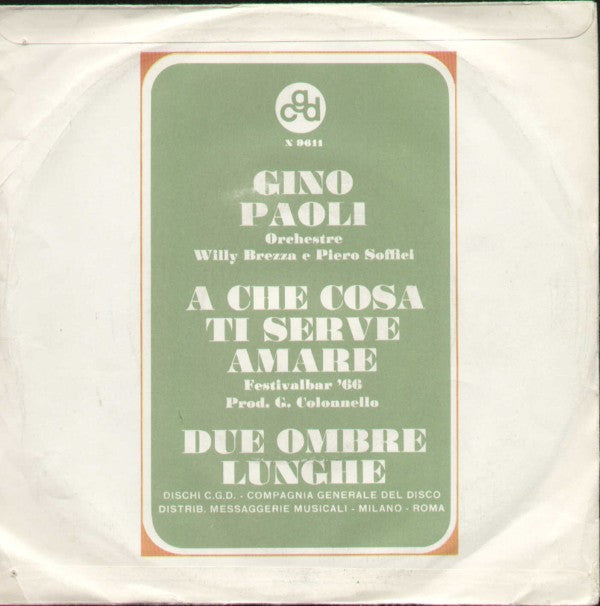 cgd
X 9611
GINO
PAOLI
Orchestre
Willy Brezza e Piero Soffici
A CHE COSA
TI SERVE
AMARE
Festivalbar '66
Prod. G. Colonnello
DUE OMBRE
LUNGHE
DISCHI C.G.D. - COMPAGNIA GENERALE DEL DISCO
DISTRIB. MESSAGGERIE MUSICALI - MILANO - ROMA